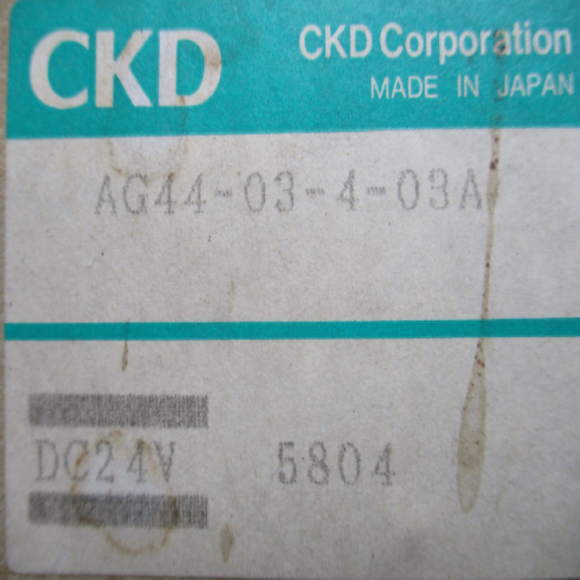 CKD
CKD Corporation
MADE IN JAPAN
AG44-03-4-03A
DC24V 5804